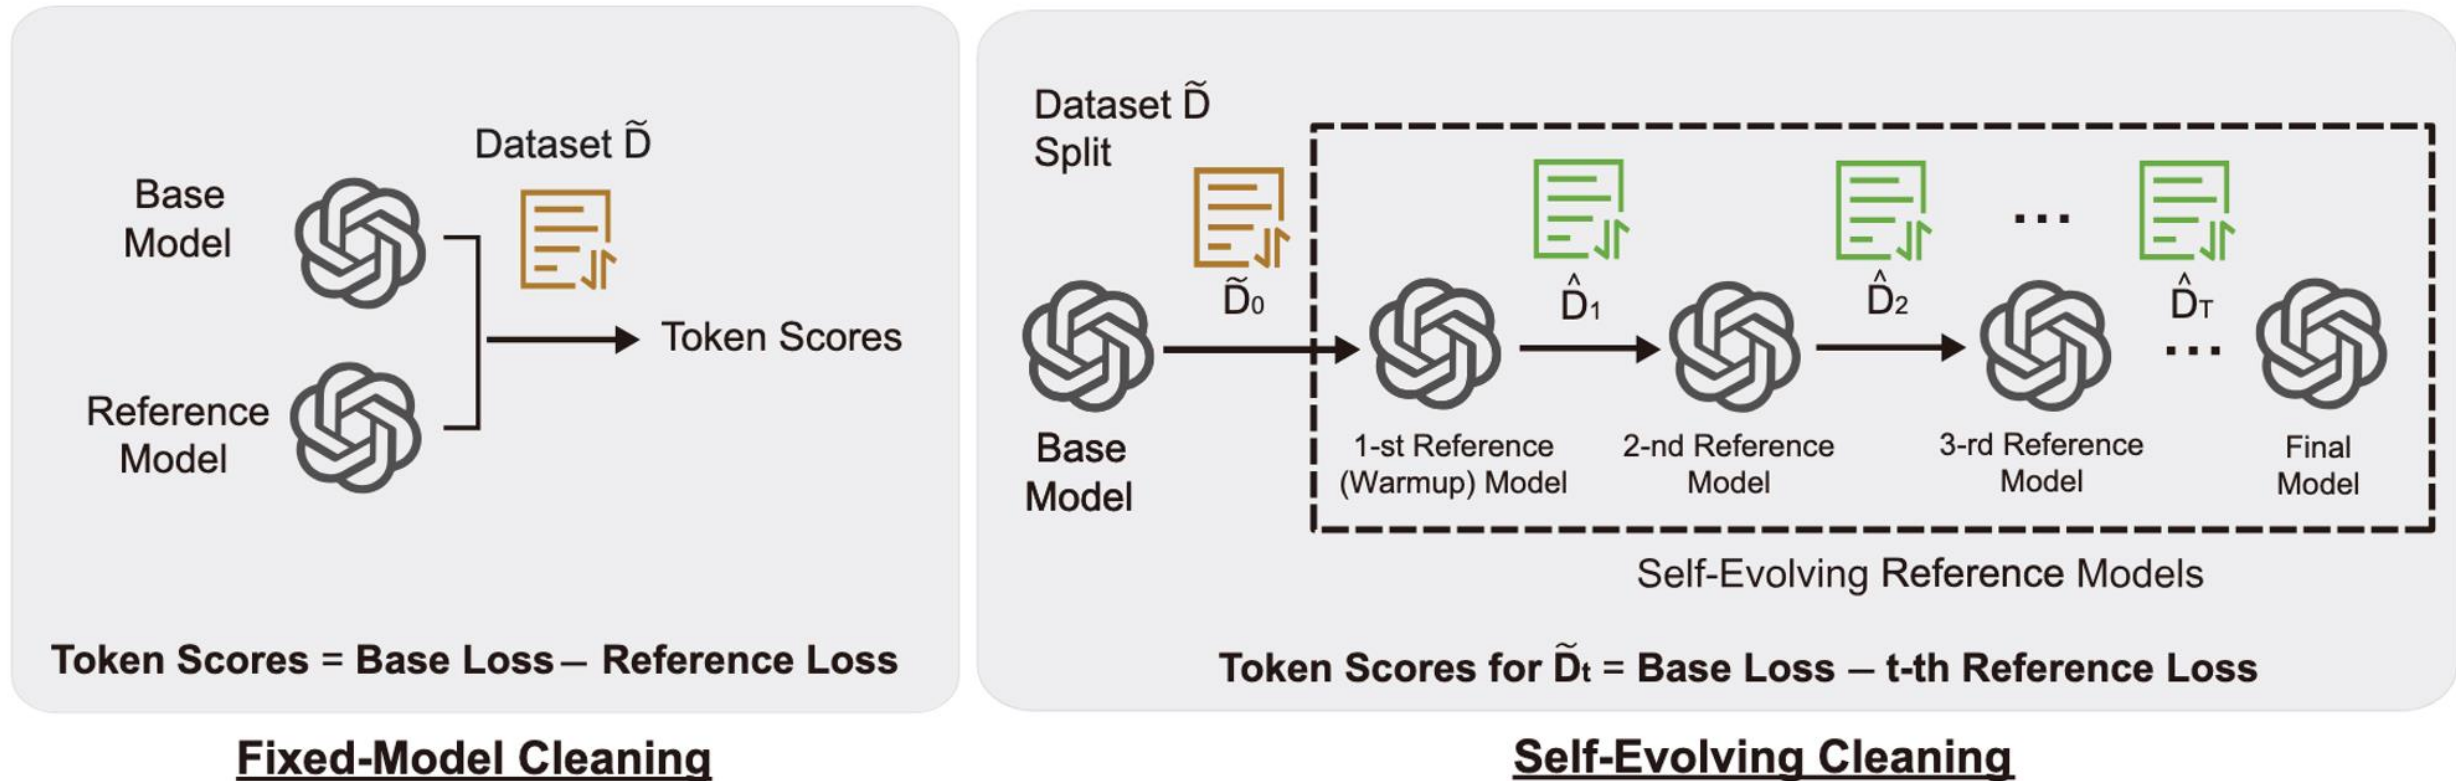 Dataset D̃
Base
Model
Token Scores
Reference
Model
Token Scores = Base Loss – Reference Loss
Fixed-Model Cleaning
Dataset D̃
Split
D̃₀
D̂₁
D̂₂
...
D̂T
...
Base
Model
1-st Reference
(Warmup) Model
2-nd Reference
Model
3-rd Reference
Model
Final
Model
Self-Evolving Reference Models
Token Scores for D̃t = Base Loss – t-th Reference Loss
Self-Evolving Cleaning